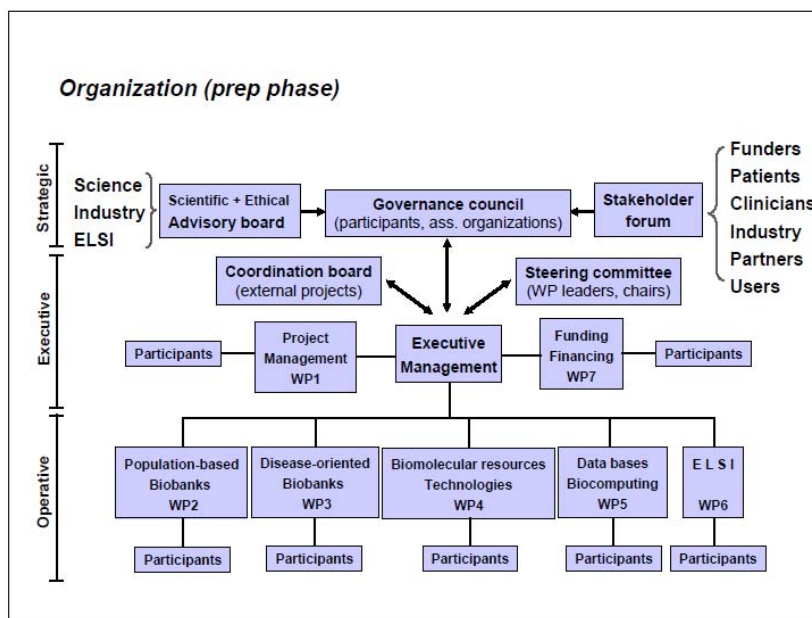 Organization (prep phase)
Strategic
Science
Industry
ELSI
Scientific + Ethical
Advisory board
Governance council
(participants, ass. organizations)
Stakeholder
forum
Funders
Patients
Clinicians
Industry
Partners
Users
Executive
Coordination board
(external projects)
Steering committee
(WP leaders, chairs)
Participants
Project
Management
WP1
Executive
Management
Funding
Financing
WP7
Participants
Operative
Population-based
Biobanks
WP2
Disease-oriented
Biobanks
WP3
Biomolecular resources
Technologies
WP4
Data bases
Biocomputing
WP5
E L S I
WP6
Participants
Participants
Participants
Participants
Participants